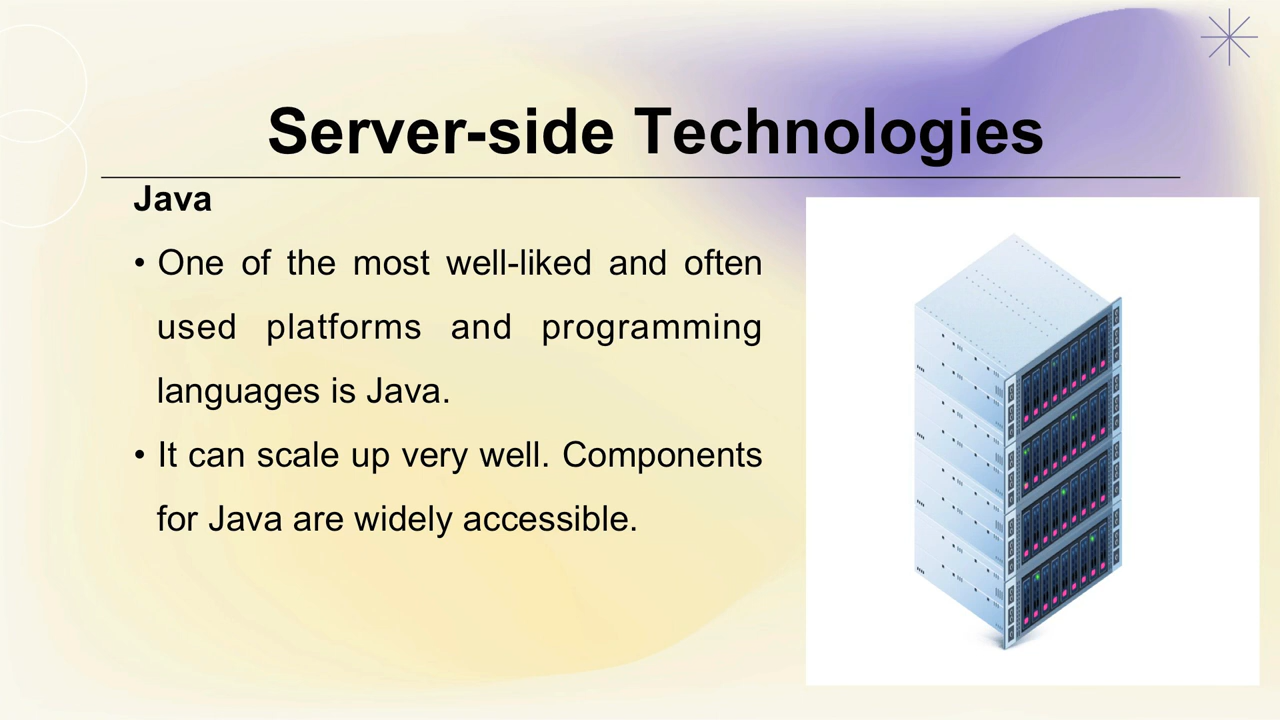 Server-side Technologies
Java
• One of the most well-liked and often
used platforms and programming
languages is Java.
• It can scale up very well. Components
for Java are widely accessible.